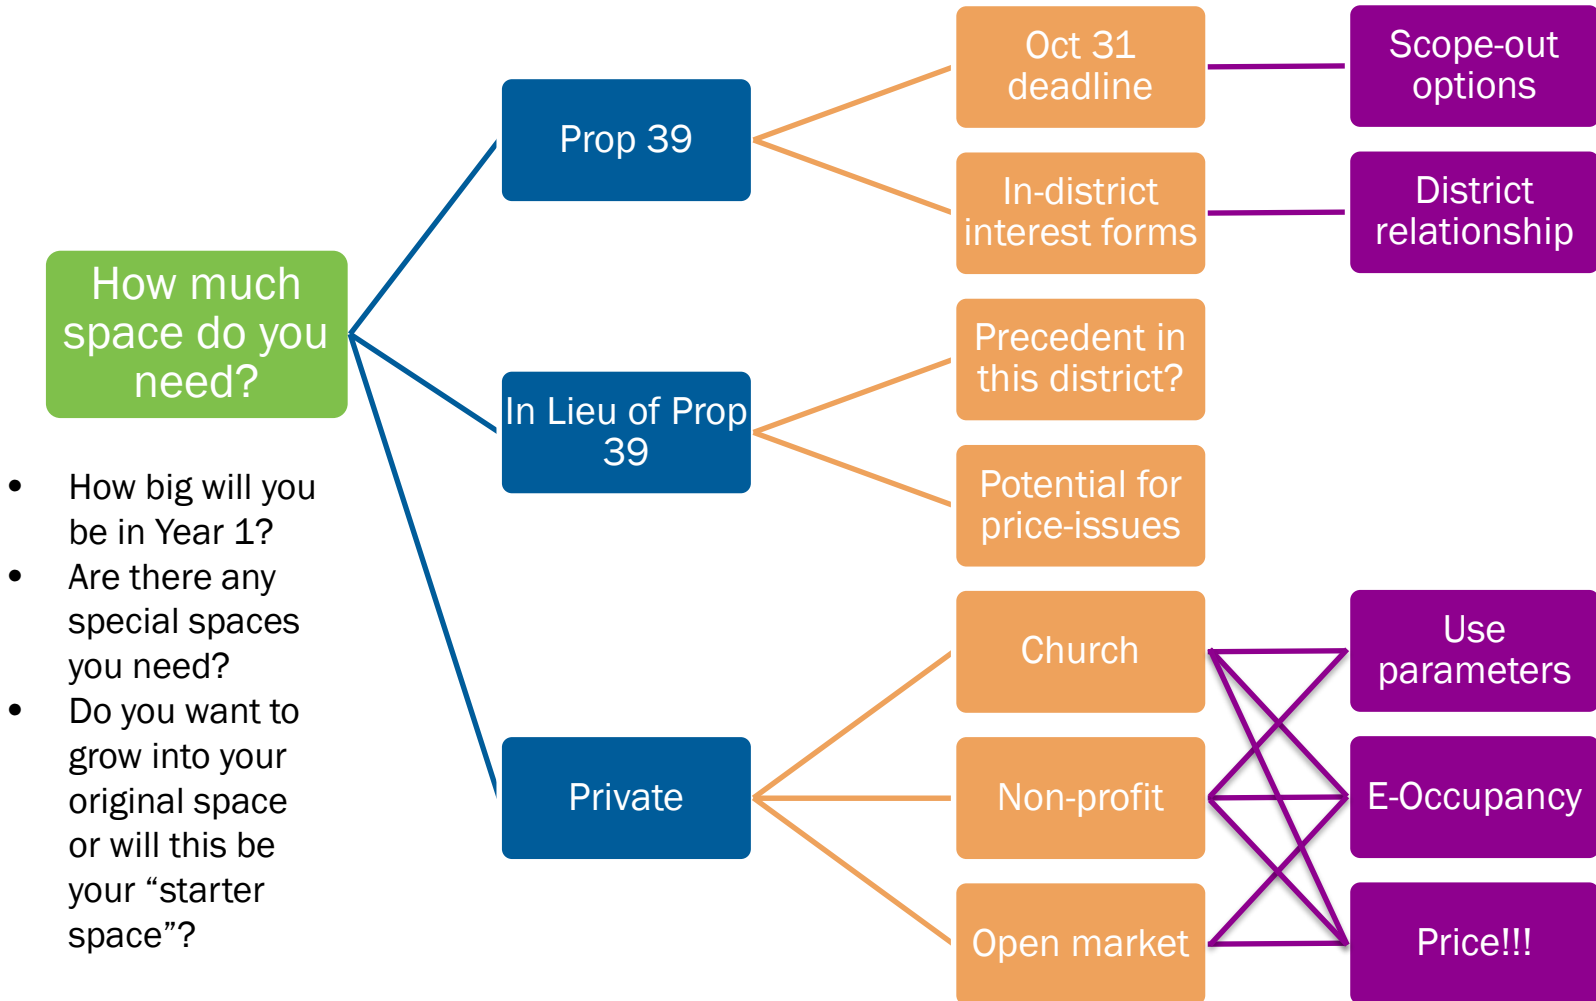 How much
space do you
need?
• How big will you
be in Year 1?
• Are there any
special spaces
you need?
• Do you want to
grow into your
original space
or will this be
your “starter
space”?
Prop 39
In Lieu of Prop
39
Private
Oct 31
deadline
In-district
interest forms
Precedent in
this district?
Potential for
price-issues
Church
Non-profit
Open market
Scope-out
options
District
relationship
Use
parameters
E-Occupancy
Price!!!